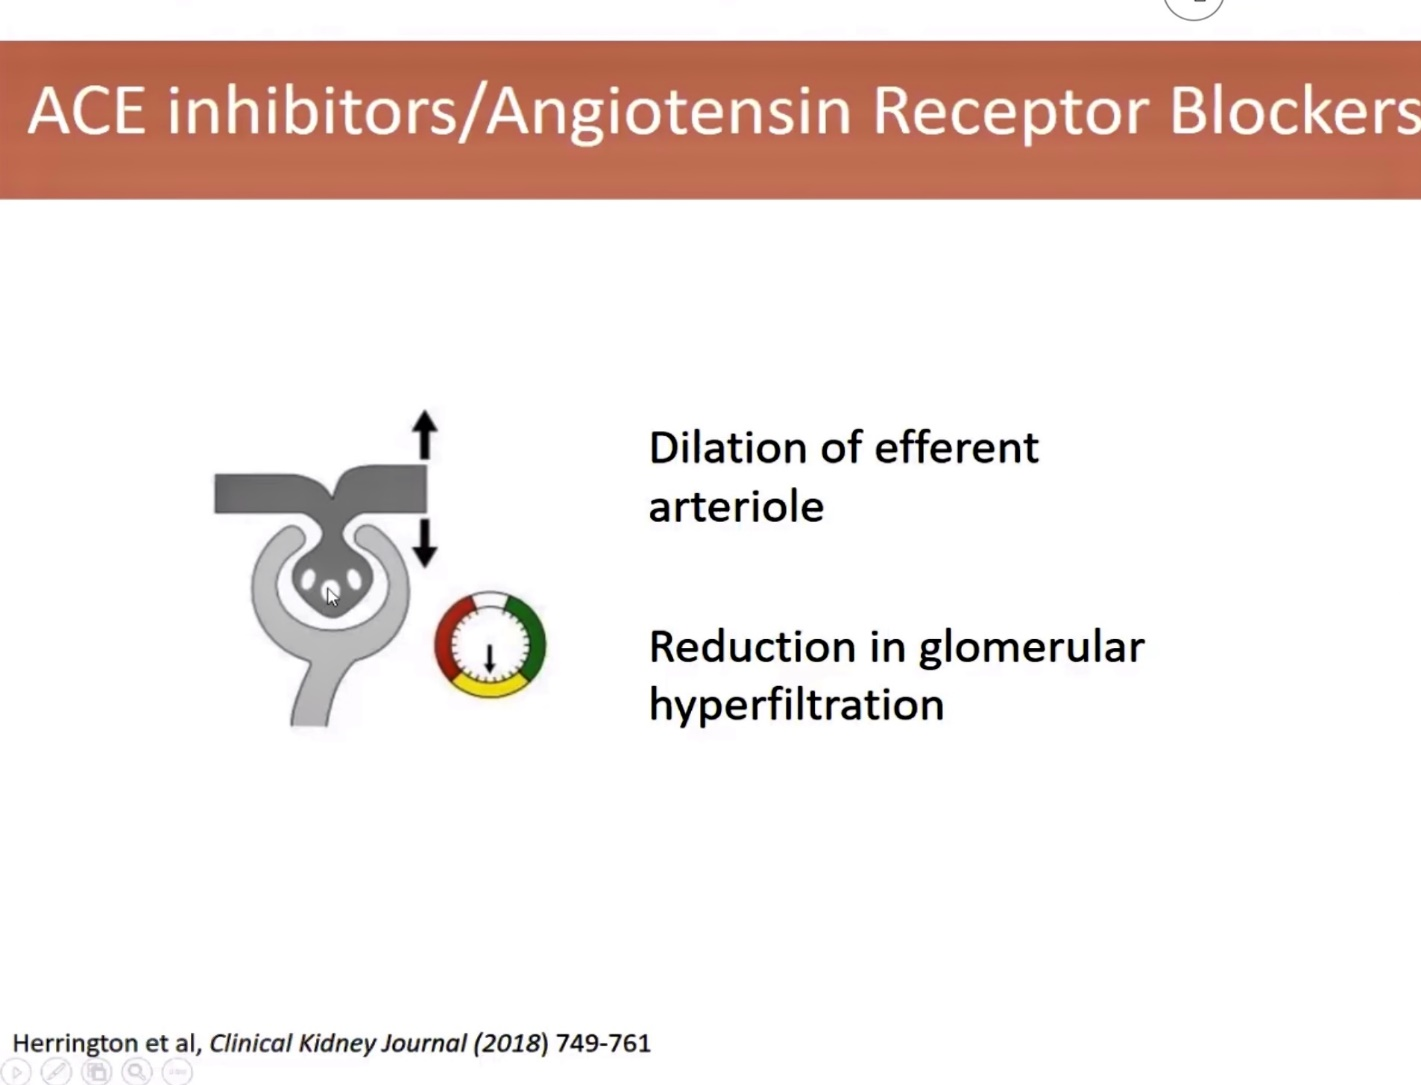 ACE inhibitors/Angiotensin Receptor Blockers
Dilation of efferent
arteriole
Reduction in glomerular
hyperfiltration
Herrington et al, Clinical Kidney Journal (2018) 749-761